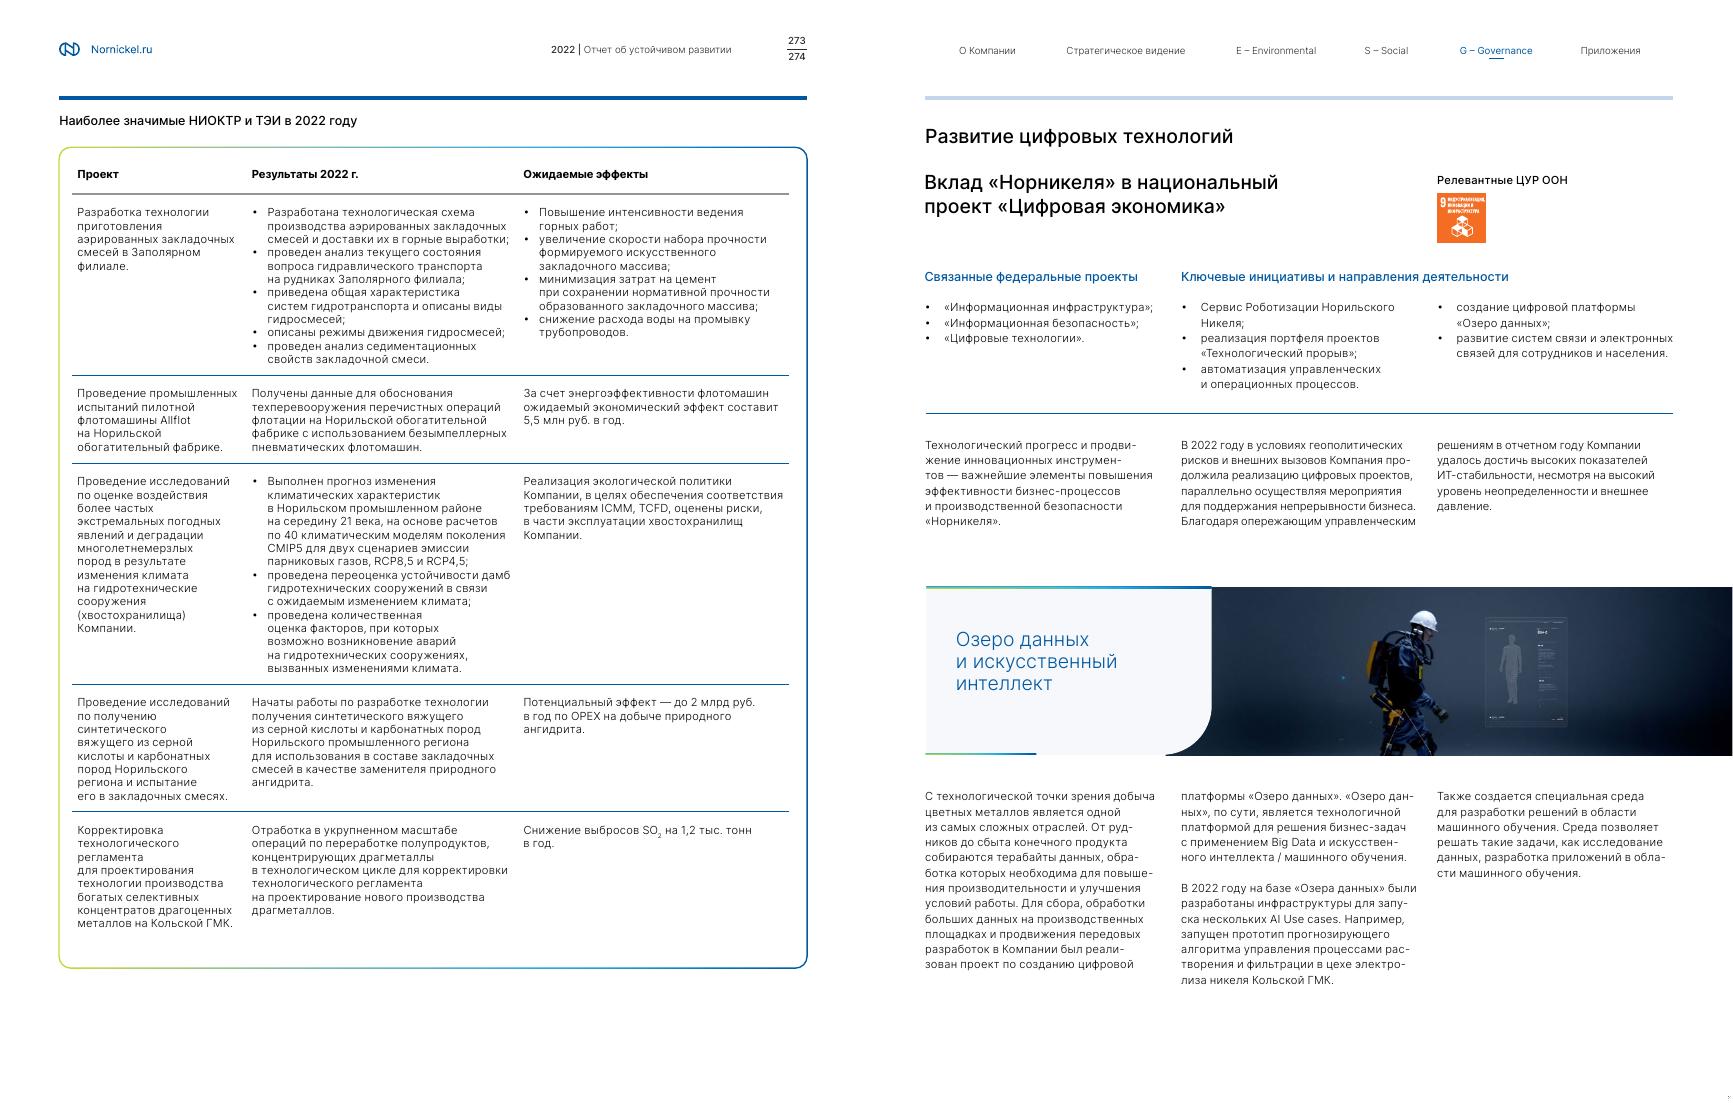 Nornickel.ru
2022 | Отчет об устойчивом развитии
273
274
Наиболее значимые НИОКТР и ТЭИ в 2022 году
Проект
Результаты 2022 г.
Ожидаемые эффекты
Разработка технологии
приготовления
аэрированных закладочных
смесей в Заполярном
филиале.
• Разработана технологическая схема
производства аэрированных закладочных
смесей и доставки их в горные выработки;
• проведен анализ текущего состояния
вопроса гидравлического транспорта
на рудниках Заполярного филиала;
• приведена общая характеристика
систем гидротранспорта и описаны виды
гидросмесей;
• описаны режимы движения гидросмесей;
• проведен анализ седиментационных
свойств закладочной смеси.
• Повышение интенсивности ведения
горных работ;
• увеличение скорости набора прочности
формируемого искусственного
закладочного массива;
• минимизация затрат на цемент
при сохранении нормативной прочности
образованного закладочного массива;
• снижение расхода воды на промывку
трубопроводов.
Проведение промышленных
испытаний пилотной
флотомашины Allflot
на Норильской
обогатительный фабрике.
Получены данные для обоснования
техперевооружения перечистных операций
флотации на Норильской обогатительной
фабрике с использованием безымпеллерных
пневматических флотомашин.
За счет энергоэффективности флотомашин
ожидаемый экономический эффект составит
5,5 млн руб. в год.
Проведение исследований
по оценке воздействия
более частых
экстремальных погодных
явлений и деградации
многолетнемерзлых
пород в результате
изменения климата
на гидротехнические
сооружения
(хвостохранилища)
Компании.
• Выполнен прогноз изменения
климатических характеристик
в Норильском промышленном районе
на середину 21 века, на основе расчетов
по 40 климатическим моделям поколения
CMIP5 для двух сценариев эмиссии
парниковых газов, RCP8,5 и RCP4,5;
• проведена переоценка устойчивости дамб
гидротехнических сооружений в связи
с ожидаемым изменением климата;
• проведена количественная
оценка факторов, при которых
возможно возникновение аварий
на гидротехнических сооружениях,
вызванных изменениями климата.
Реализация экологической политики
Компании, в целях обеспечения соответствия
требованиям ICMM, TCFD, оценены риски,
в части эксплуатации хвостохранилищ
Компании.
Проведение исследований
по получению
синтетического
вяжущего из серной
кислоты и карбонатных
пород Норильского
региона и испытание
его в закладочных смесях.
Начаты работы по разработке технологии
получения синтетического вяжущего
из серной кислоты и карбонатных пород
Норильского промышленного региона
для использования в составе закладочных
смесей в качестве заменителя природного
ангидрита.
Потенциальный эффект — до 2 млрд руб.
в год по OPEX на добыче природного
ангидрита.
Корректировка
технологического
регламента
для проектирования
технологии производства
богатых селективных
концентратов драгоценных
металлов на Кольской ГМК.
Отработка в укрупненном масштабе
операций по переработке полупродуктов,
концентрирующих драгметаллы
в технологическом цикле для корректировки
технологического регламента
на проектирование нового производства
драгметаллов.
Снижение выбросов SO₂ на 1,2 тыс. тонн
в год.
О Компании
Стратегическое видение
E – Environmental
S – Social
G – Governance
Приложения
Развитие цифровых технологий
Вклад «Норникеля» в национальный
проект «Цифровая экономика»
Релевантные ЦУР ООН
9 ИНДУСТРИАЛИЗАЦИЯ,
ИННОВАЦИИ И
ИНФРАСТРУКТУРА
Связанные федеральные проекты
• «Информационная инфраструктура»;
• «Информационная безопасность»;
• «Цифровые технологии».
Ключевые инициативы и направления деятельности
• Сервис Роботизации Норильского
Никеля;
• реализация портфеля проектов
«Технологический прорыв»;
• автоматизация управленческих
и операционных процессов.
• создание цифровой платформы
«Озеро данных»;
• развитие систем связи и электронных
связей для сотрудников и населения.
Технологический прогресс и продви-
жение инновационных инструмен-
тов — важнейшие элементы повышения
эффективности бизнес-процессов
и производственной безопасности
«Норникеля».
В 2022 году в условиях геополитических
рисков и внешних вызовов Компания про-
должила реализацию цифровых проектов,
параллельно осуществляя мероприятия
для поддержания непрерывности бизнеса.
Благодаря опережающим управленческим
решениям в отчетном году Компании
удалось достичь высоких показателей
ИТ-стабильности, несмотря на высокий
уровень неопределенности и внешнее
давление.
Озеро данных
и искусственный
интеллект
С технологической точки зрения добыча
цветных металлов является одной
из самых сложных отраслей. От руд-
ников до сбыта конечного продукта
собираются терабайты данных, обра-
ботка которых необходима для повыше-
ния производительности и улучшения
условий работы. Для сбора, обработки
больших данных на производственных
площадках и продвижения передовых
разработок в Компании был реали-
зован проект по созданию цифровой
платформы «Озеро данных». «Озеро дан-
ных», по сути, является технологичной
платформой для решения бизнес-задач
с применением Big Data и искусствен-
ного интеллекта / машинного обучения.
В 2022 году на базе «Озера данных» были
разработаны инфраструктуры для запу-
ска нескольких AI Use cases. Например,
запущен прототип прогнозирующего
алгоритма управления процессами рас-
творения и фильтрации в цехе электро-
лиза никеля Кольской ГМК.
Также создается специальная среда
для разработки решений в области
машинного обучения. Среда позволяет
решать такие задачи, как исследование
данных, разработка приложений в обла-
сти машинного обучения.